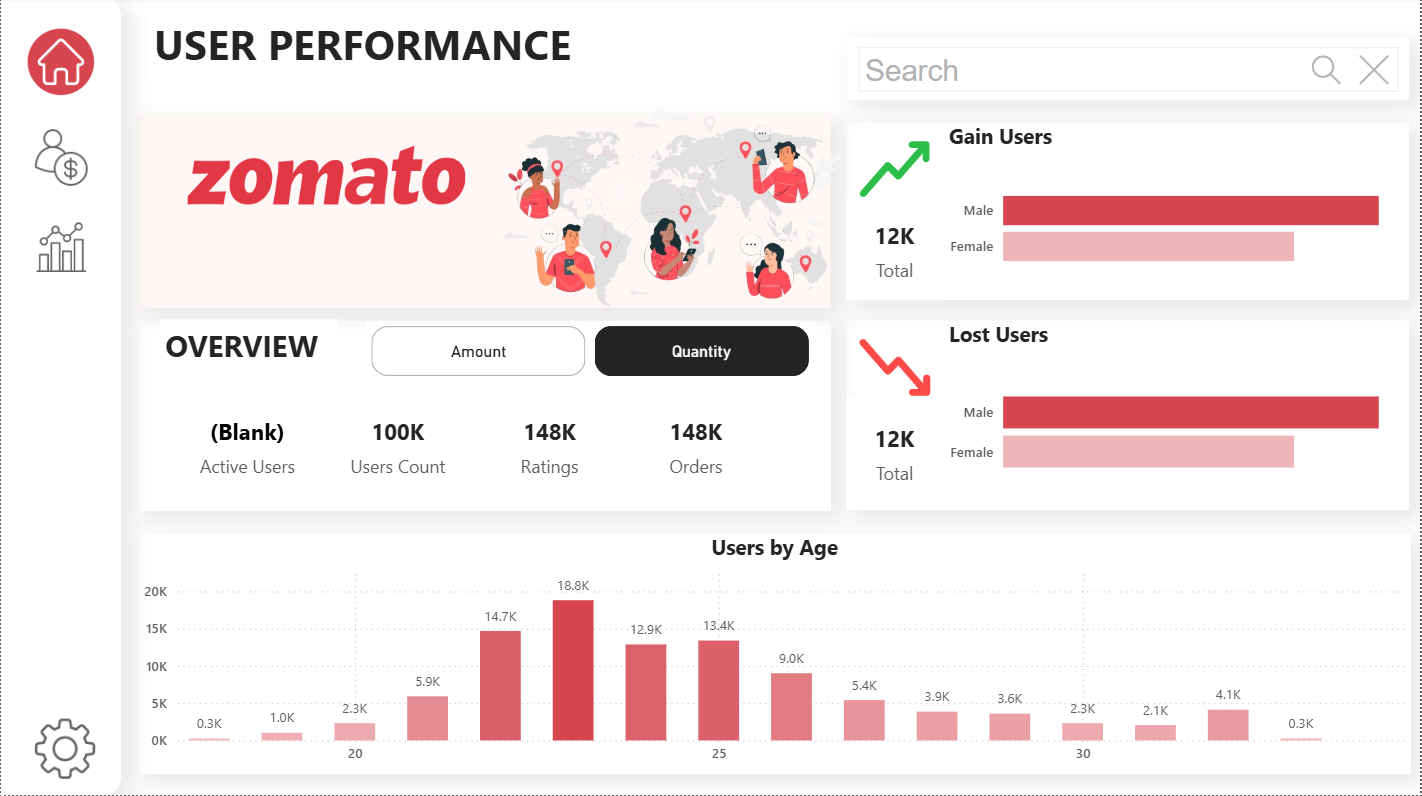 USER PERFORMANCE
Search
zomato
Gain Users
Male
Female
12K
Total
OVERVIEW
Amount
Quantity
(Blank)
Active Users
100K
Users Count
148K
Ratings
148K
Orders
Lost Users
Male
Female
12K
Total
Users by Age
20K
15K
10K
5K
0K
0.3K
1.0K
2.3K
5.9K
14.7K
18.8K
12.9K
13.4K
9.0K
5.4K
3.9K
3.6K
2.3K
2.1K
4.1K
0.3K
20
25
30